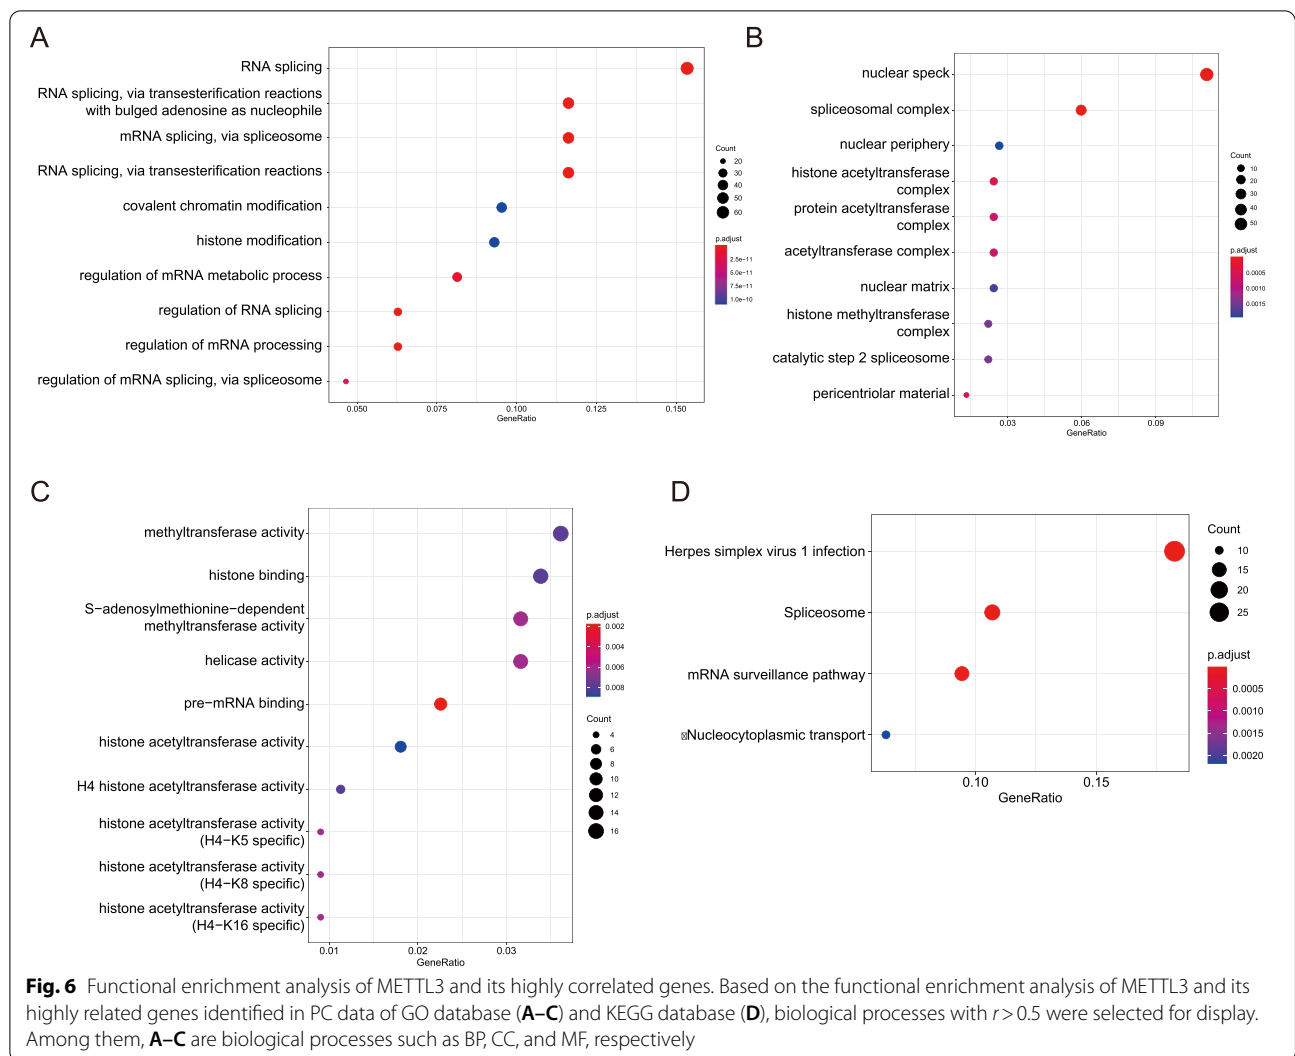 A
RNA splicing
RNA splicing, via transesterification reactions
with bulged adenosine as nucleophile
mRNA splicing, via spliceosome
RNA splicing, via transesterification reactions
covalent chromatin modification
histone modification
regulation of mRNA metabolic process
regulation of RNA splicing
regulation of mRNA processing
regulation of mRNA splicing, via spliceosome
0.050 0.075 0.100 0.125 0.150
GeneRatio
Count
20
30
40
50
60
p.adjust
2.5e−11
5.0e−11
7.5e−11
1.0e−10
B
nuclear speck
spliceosomal complex
nuclear periphery
histone acetyltransferase
complex
protein acetyltransferase
complex
acetyltransferase complex
nuclear matrix
histone methyltransferase
complex
catalytic step 2 spliceosome
pericentriolar material
0.03 0.06 0.09
GeneRatio
Count
10
20
30
40
50
p.adjust
0.0005
0.0010
0.0015
C
methyltransferase activity
histone binding
S−adenosylmethionine−dependent
methyltransferase activity
helicase activity
pre−mRNA binding
histone acetyltransferase activity
H4 histone acetyltransferase activity
histone acetyltransferase activity
(H4−K5 specific)
histone acetyltransferase activity
(H4−K8 specific)
histone acetyltransferase activity
(H4−K16 specific)
0.01 0.02 0.03
GeneRatio
p.adjust
0.002
0.004
0.006
0.008
Count
4
6
8
10
12
14
16
D
Herpes simplex virus 1 infection
Spliceosome
mRNA surveillance pathway
Nucleocytoplasmic transport
0.10 0.15
GeneRatio
Count
10
15
20
25
p.adjust
0.0005
0.0010
0.0015
0.0020
Fig. 6 Functional enrichment analysis of METTL3 and its highly correlated genes. Based on the functional enrichment analysis of METTL3 and its
highly related genes identified in PC data of GO database (A–C) and KEGG database (D), biological processes with r > 0.5 were selected for display.
Among them, A–C are biological processes such as BP, CC, and MF, respectively